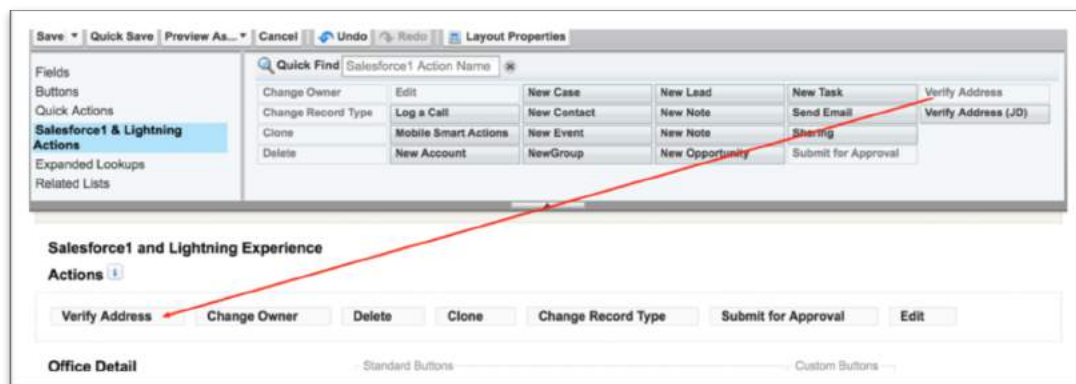 Save Quick Save Preview As... Cancel Undo Redo Layout Properties
Fields
Buttons
Quick Actions
Salesforce1 & Lightning
Actions
Expanded Lookups
Related Lists
Quick Find Salesforce1 Action Name
Change Owner Edit New Case New Lead New Task Verify Address
Change Record Type Log a Call New Contact New Note Send Email Verify Address (JD)
Clone Mobile Smart Actions New Event New Note Sharing
Delete New Account NewGroup New Opportunity Submit for Approval
Salesforce1 and Lightning Experience
Actions i
Verify Address Change Owner Delete Clone Change Record Type Submit for Approval Edit
Office Detail Standard Buttons Custom Buttons